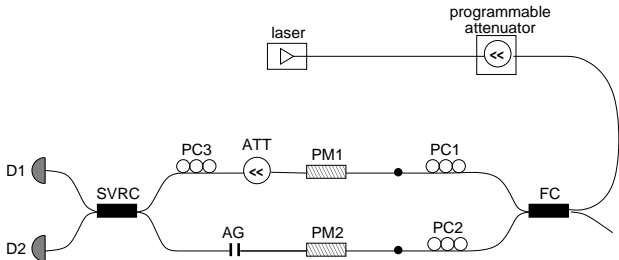 programmable
attenuator
laser
<<
PC3
ATT
PM1
PC1
D1
<<
SVRC
FC
AG
PM2
PC2
D2